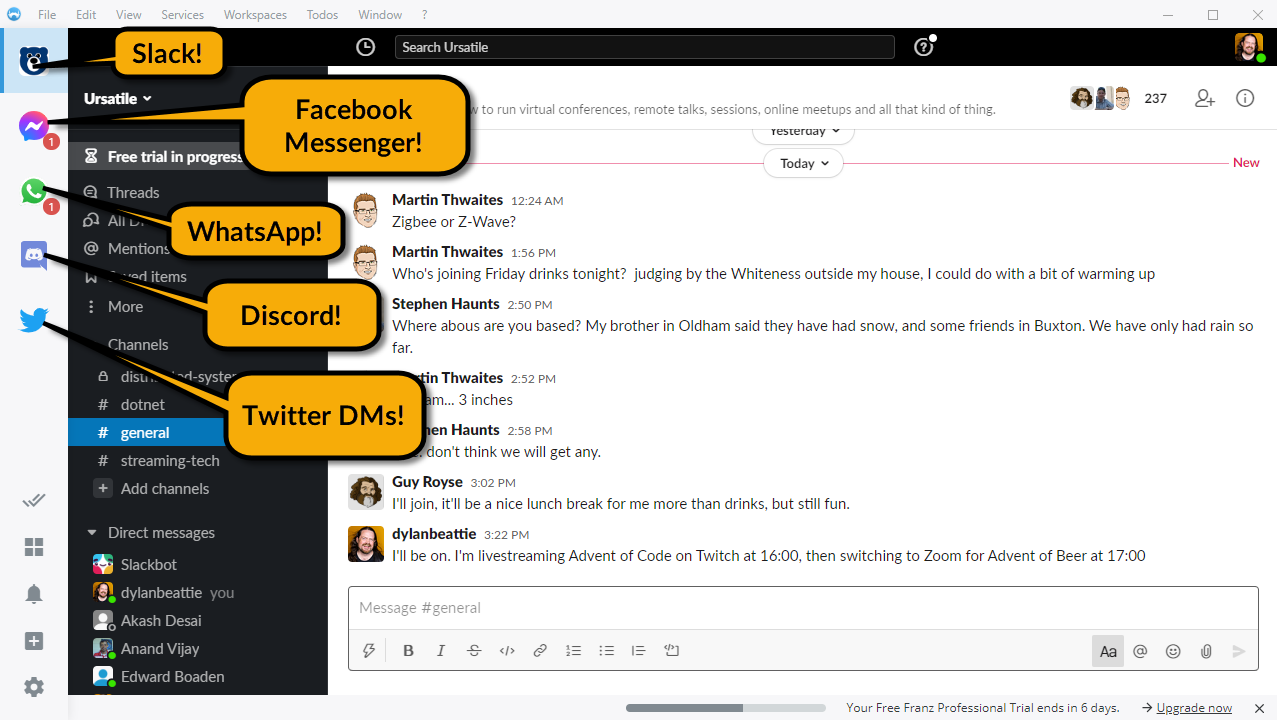 File Edit View Services Workspaces Todos Window ?
Slack!
Search Ursatile
Ursatile
Facebook
Messenger!
w to run virtual conferences, remote talks, sessions, online meetups and all that kind of thing.
237
Yesterday
Today
New
1
Free trial in progress
Threads
All D
Mentions
Saved items
More
1
WhatsApp!
Discord!
Channels
distributed-system
dotnet
# general
# streaming-tech
+ Add channels
Twitter DMs!
Direct messages
Slackbot
dylanbeattie you
Akash Desai
Anand Vijay
Edward Boaden
Martin Thwaites 12:24 AM
Zigbee or Z-Wave?
Martin Thwaites 1:56 PM
Who's joining Friday drinks tonight? judging by the Whiteness outside my house, I could do with a bit of warming up
Stephen Haunts 2:50 PM
Where abous are you based? My brother in Oldham said they have had snow, and some friends in Buxton. We have only had rain so
far.
rtin Thwaites 2:52 PM
am... 3 inches
hen Haunts 2:58 PM
don't think we will get any.
Guy Royse 3:02 PM
I'll join, it'll be a nice lunch break for me more than drinks, but still fun.
dylanbeattie 3:22 PM
I'll be on. I'm livestreaming Advent of Code on Twitch at 16:00, then switching to Zoom for Advent of Beer at 17:00
Message #general
B I S </> Aa @
Your Free Franz Professional Trial ends in 6 days. → Upgrade now